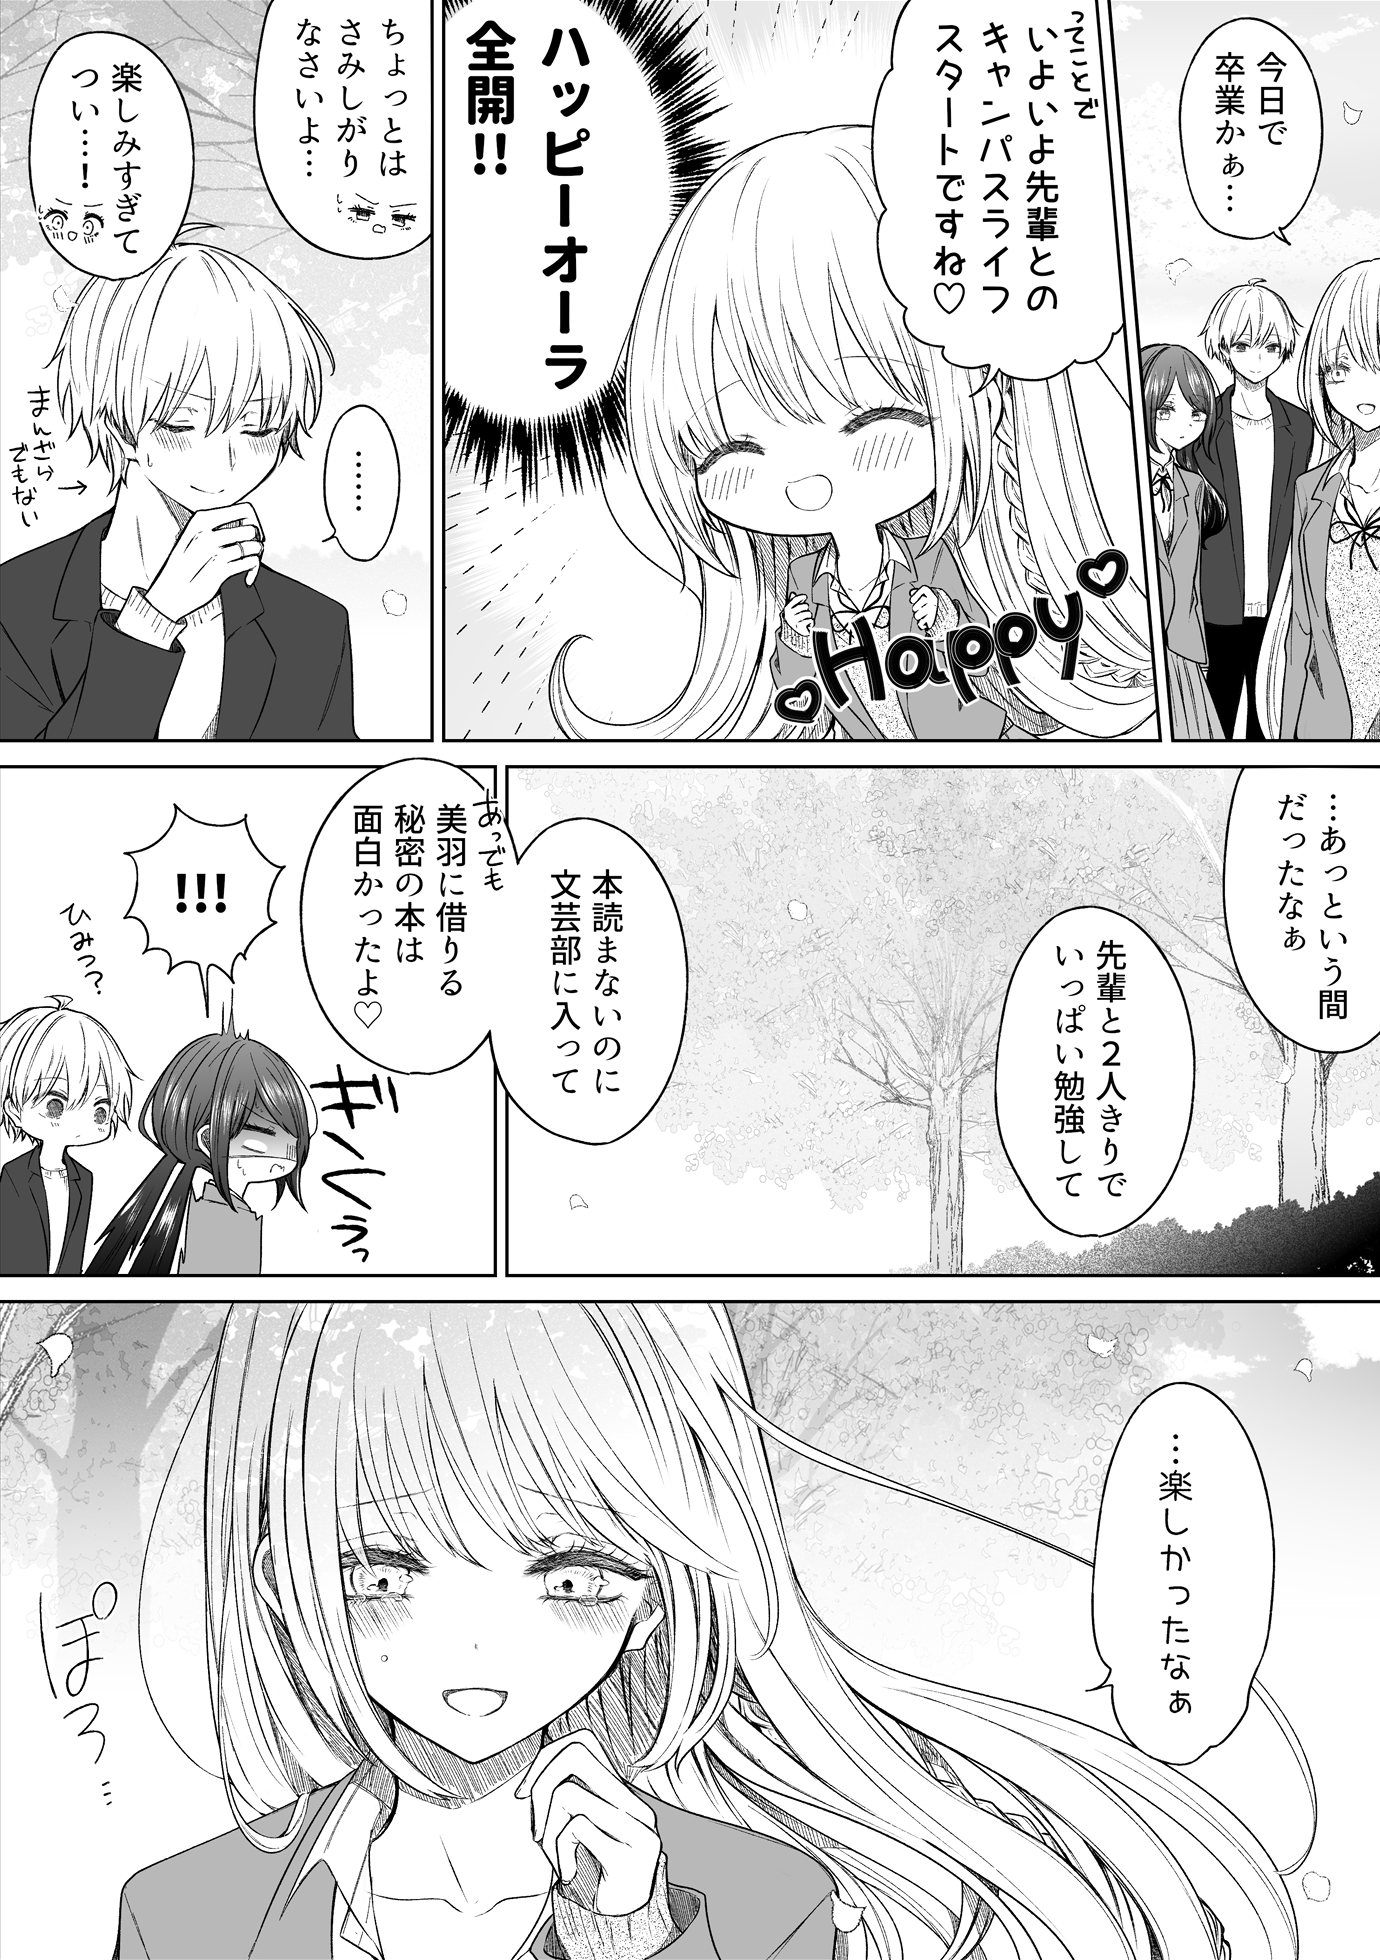 今日で
卒業かぁ…
ってことで
いよいよ先輩との
キャンパスライフ
スタートですね♡
ハッピーオーラ
全開!!
Happy
ちょっとは
さみしがり
なさいよ…
楽しみすぎて
つい…!
……
まんざら
でもない
…あっという間
だったなぁ
先輩と2人きりで
いっぱい勉強して
本読まないのに
文芸部に入って
あっでも
美羽に借りる
秘密の本は
面白かったよ♡
!!!
ギクゥっ
ひみつ?
…楽しかったなぁ
ぽろ…